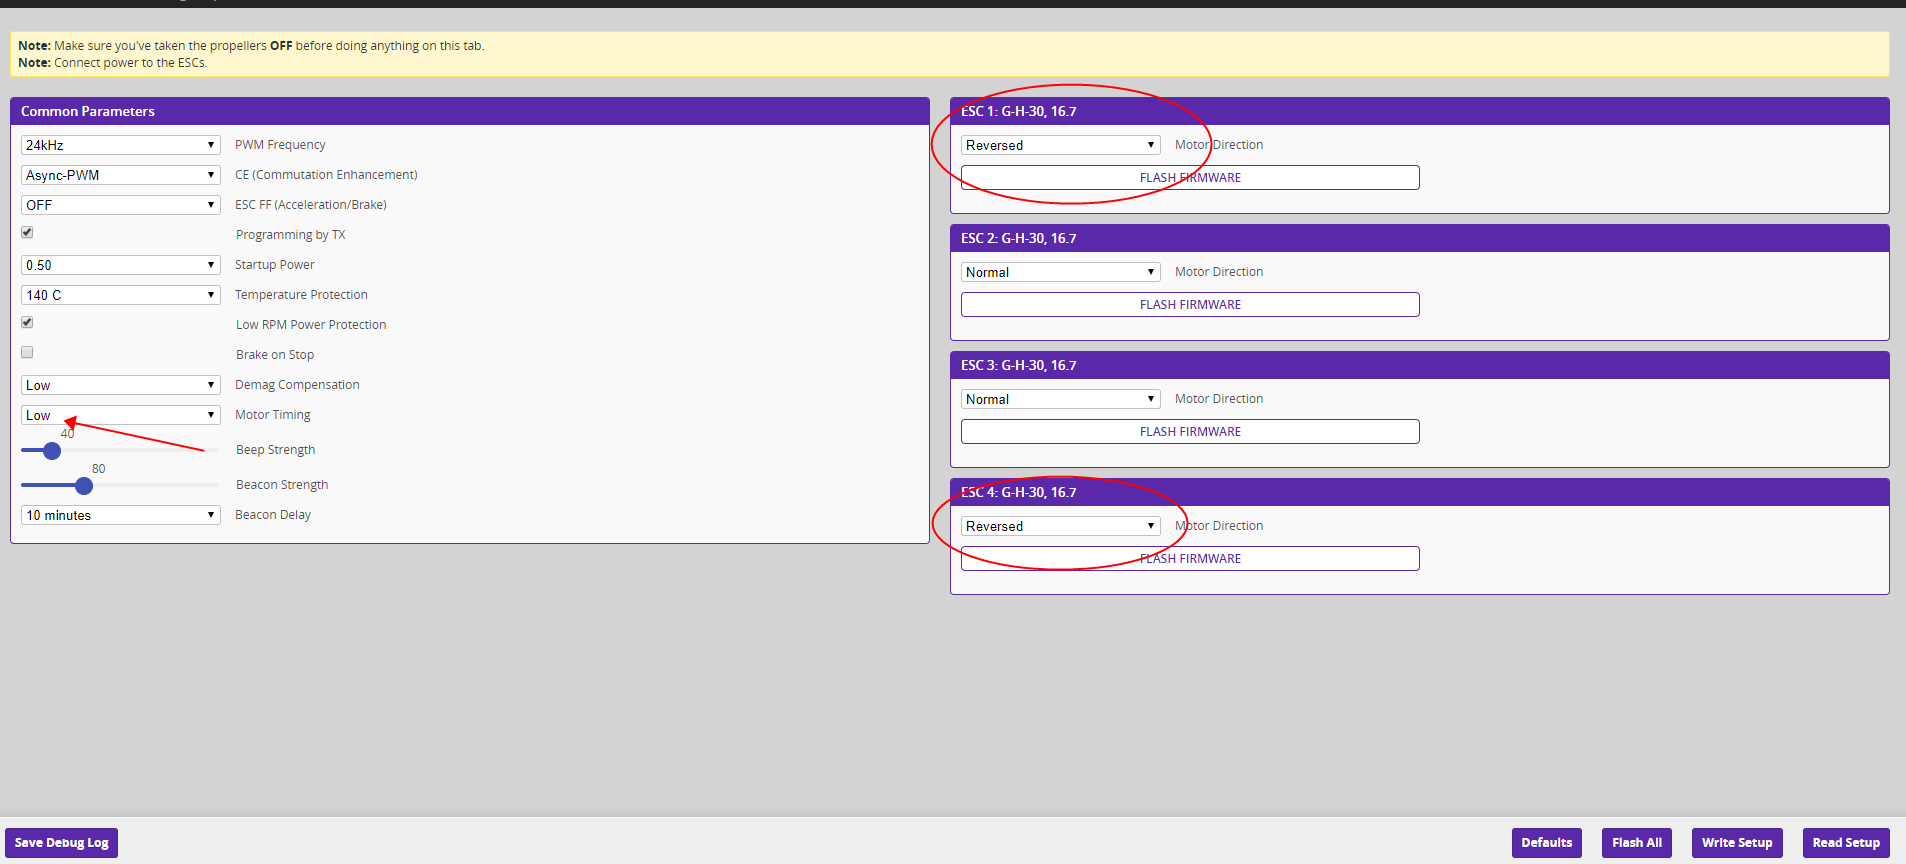 Note: Make sure you've taken the propellers OFF before doing anything on this tab.
Note: Connect power to the ESCs.
Common Parameters
24kHz PWM Frequency
Async-PWM CE (Commutation Enhancement)
OFF ESC FF (Acceleration/Brake)
Programming by TX
0.50 Startup Power
140 C Temperature Protection
Low RPM Power Protection
Brake on Stop
Low Demag Compensation
Low Motor Timing
40
Beep Strength
80
Beacon Strength
10 minutes Beacon Delay
ESC 1: G-H-30, 16.7
Reversed Motor Direction
FLASH FIRMWARE
ESC 2: G-H-30, 16.7
Normal Motor Direction
FLASH FIRMWARE
ESC 3: G-H-30, 16.7
Normal Motor Direction
FLASH FIRMWARE
ESC 4: G-H-30, 16.7
Reversed Motor Direction
FLASH FIRMWARE
Save Debug Log Defaults Flash All Write Setup Read Setup